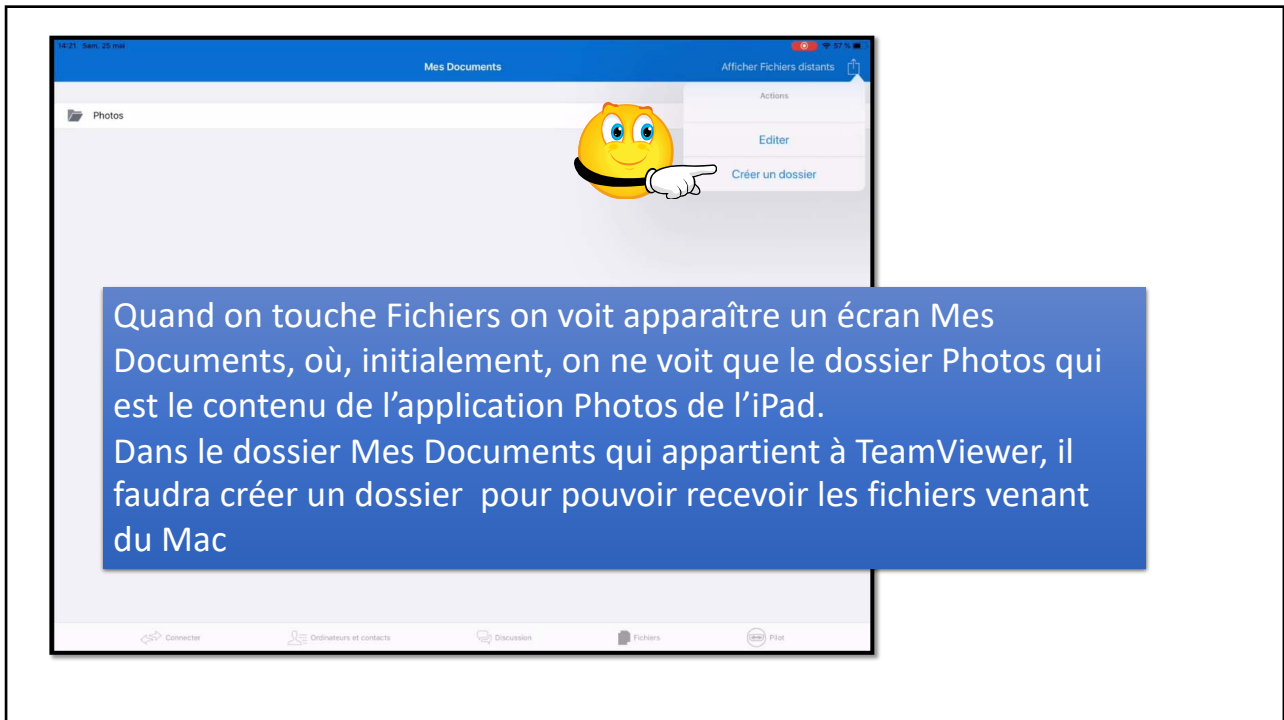 14:21 Sam. 25 mai 57 %
Mes Documents
Afficher Fichiers distants
Actions
Photos
Editer
Créer un dossier
Quand on touche Fichiers on voit apparaître un écran Mes
Documents, où, initialement, on ne voit que le dossier Photos qui
est le contenu de l’application Photos de l’iPad.
Dans le dossier Mes Documents qui appartient à TeamViewer, il
faudra créer un dossier  pour pouvoir recevoir les fichiers venant
du Mac
Connecter Ordinateurs et contacts Discussion Fichiers Pilot